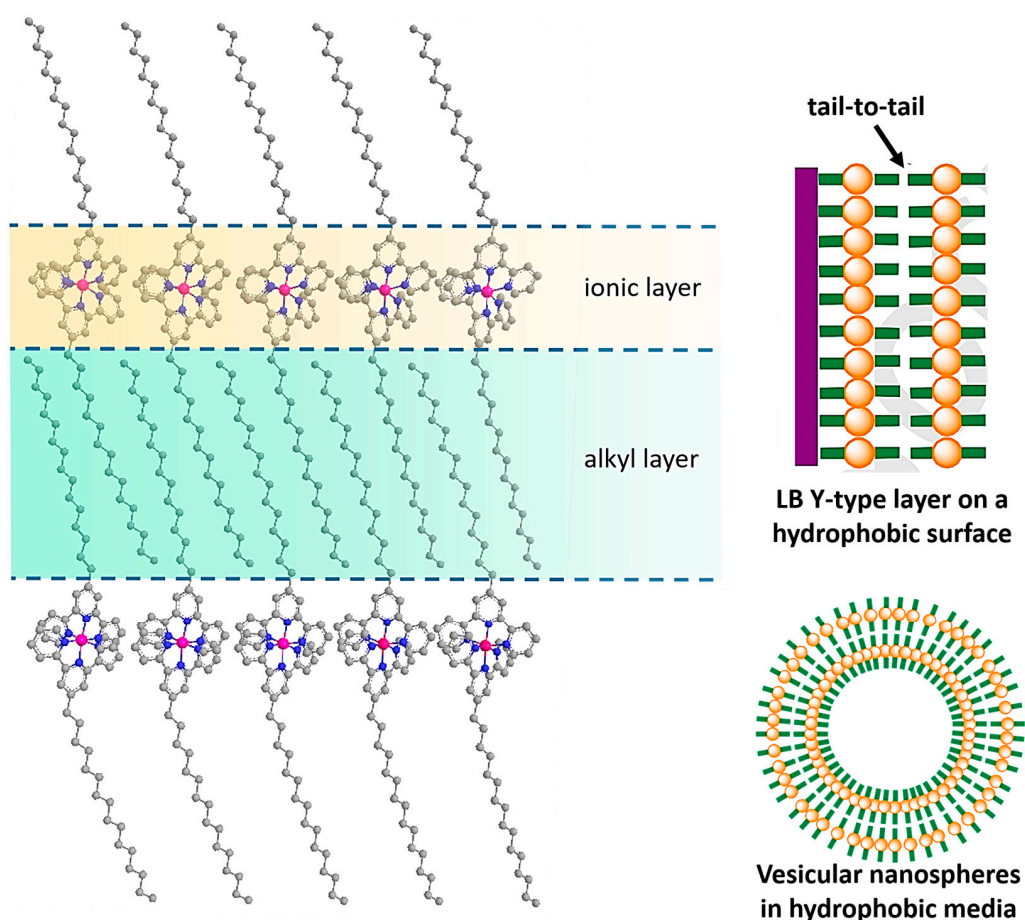 ionic layer
alkyl layer
tail-to-tail
LB Y-type layer on a
hydrophobic surface
Vesicular nanospheres
in hydrophobic media